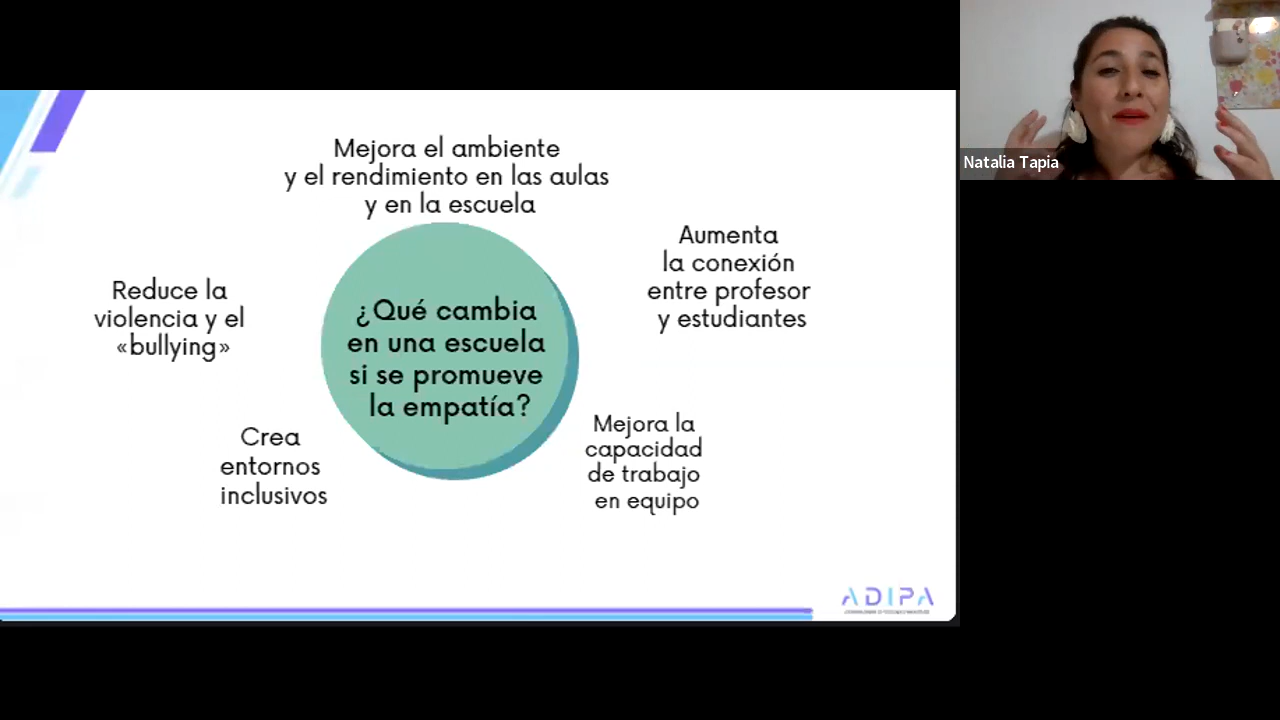 Mejora el ambiente
y el rendimiento en las aulas
y en la escuela
Aumenta
la conexión
entre profesor
y estudiantes
Reduce la
violencia y el
«bullying»
¿Qué cambia
en una escuela
si se promueve
la empatía?
Mejora la
capacidad
de trabajo
en equipo
Crea
entornos
inclusivos
ADIPA
Natalia Tapia